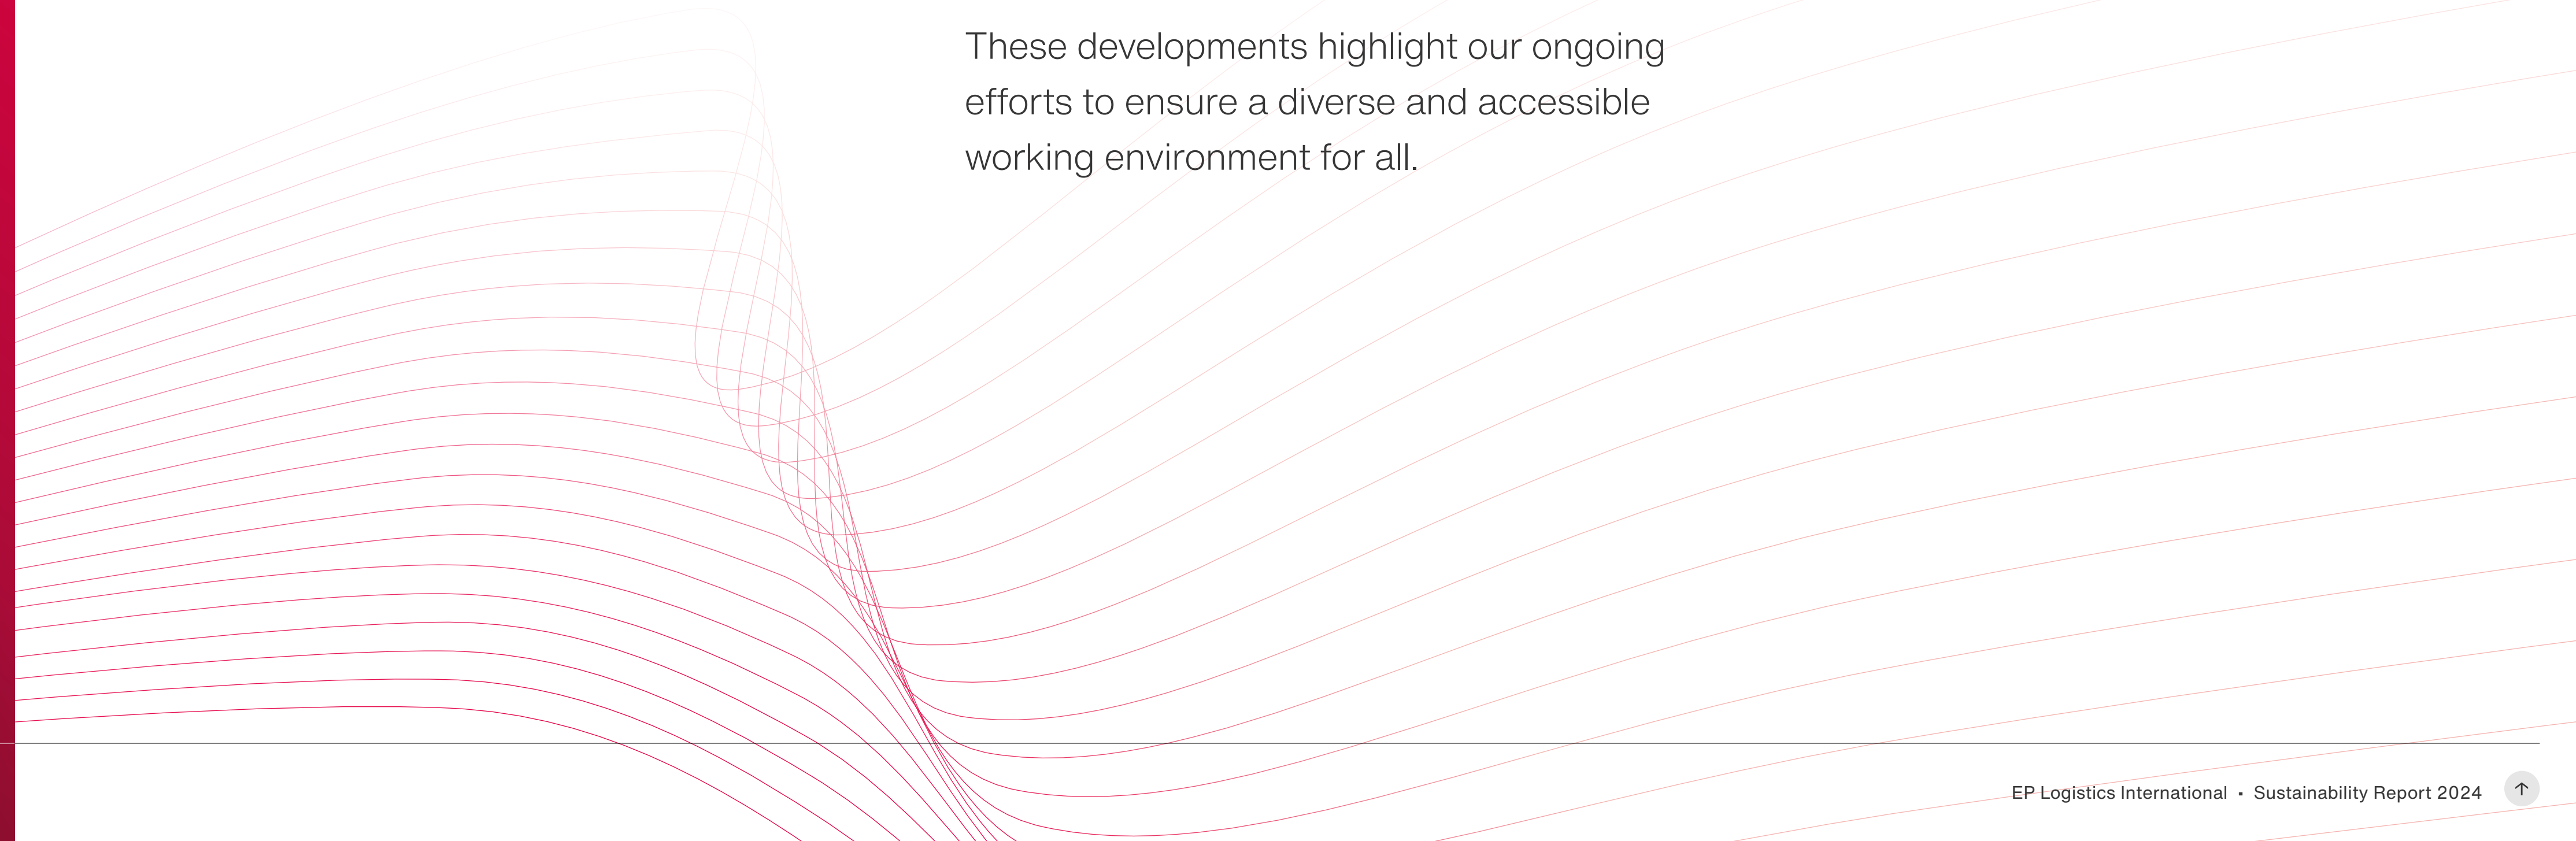 These developments highlight our ongoing
efforts to ensure a diverse and accessible
working environment for all.
EP Logistics International ▪ Sustainability Report 2024